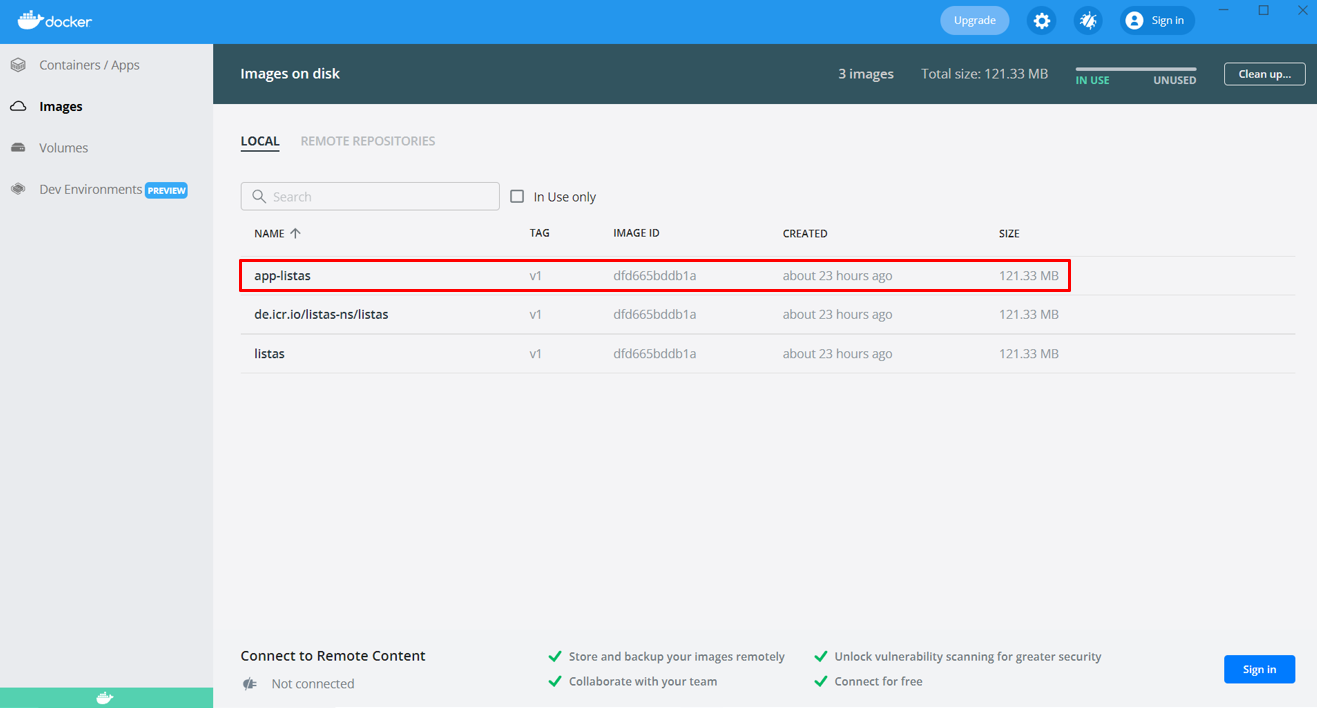 docker
Upgrade
Sign in
Containers / Apps
Images
Volumes
Dev Environments PREVIEW
Images on disk
3 images
Total size: 121.33 MB
IN USE
UNUSED
Clean up...
LOCAL
REMOTE REPOSITORIES
Search
In Use only
NAME TAG IMAGE ID CREATED SIZE
app-listas v1 dfd665bddb1a about 23 hours ago 121.33 MB
de.icr.io/listas-ns/listas v1 dfd665bddb1a about 23 hours ago 121.33 MB
listas v1 dfd665bddb1a about 23 hours ago 121.33 MB
Connect to Remote Content
Not connected
Store and backup your images remotely
Collaborate with your team
Unlock vulnerability scanning for greater security
Connect for free
Sign in